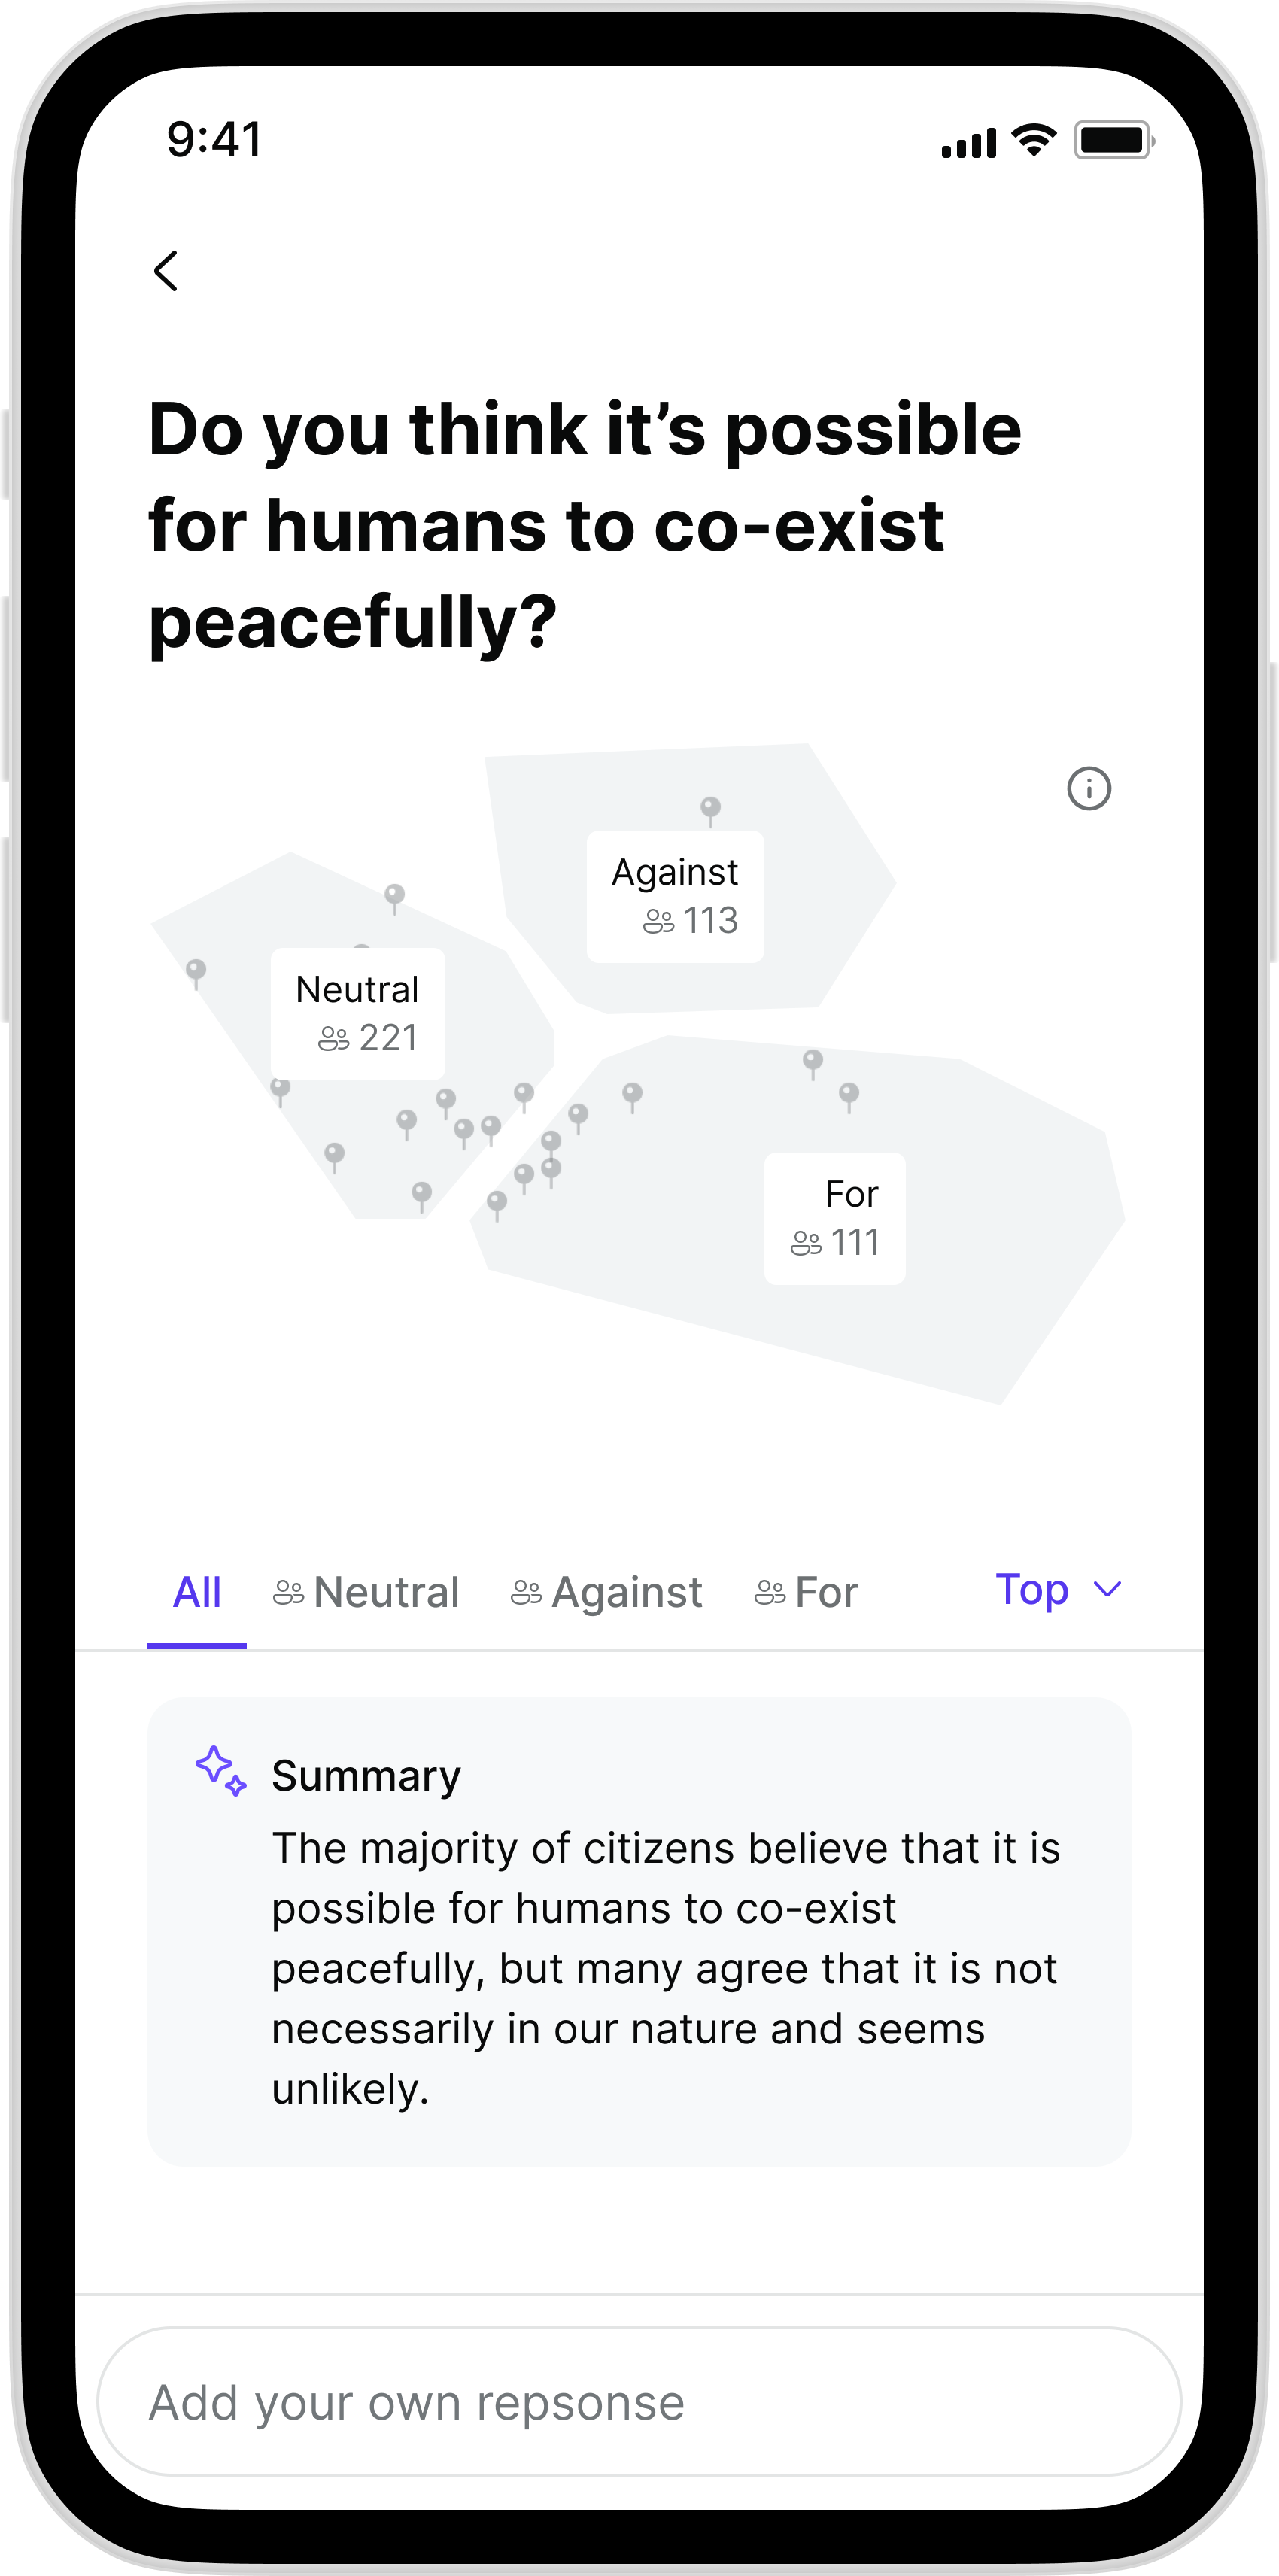 9:41
Do you think it’s possible
for humans to co-exist
peacefully?
Against
113
Neutral
221
For
111
All Neutral Against For Top
Summary
The majority of citizens believe that it is
possible for humans to co-exist
peacefully, but many agree that it is not
necessarily in our nature and seems
unlikely.
Add your own repsonse